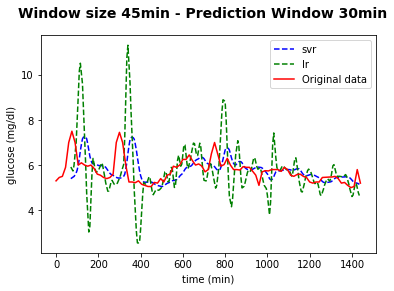 Window size 45min - Prediction Window 30min
svr
lr
Original data
glucose (mg/dl)
10
8
6
4
0 200 400 600 800 1000 1200 1400
time (min)